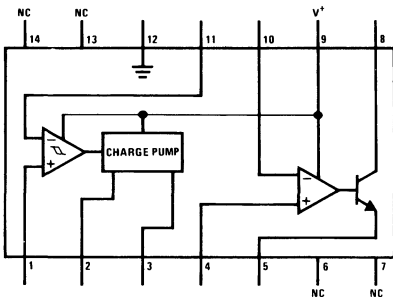 NC NC V+
14 13 12 11 10 9 8
−
+
CHARGE PUMP
−
+
1 2 3 4 5 6 7
NC NC